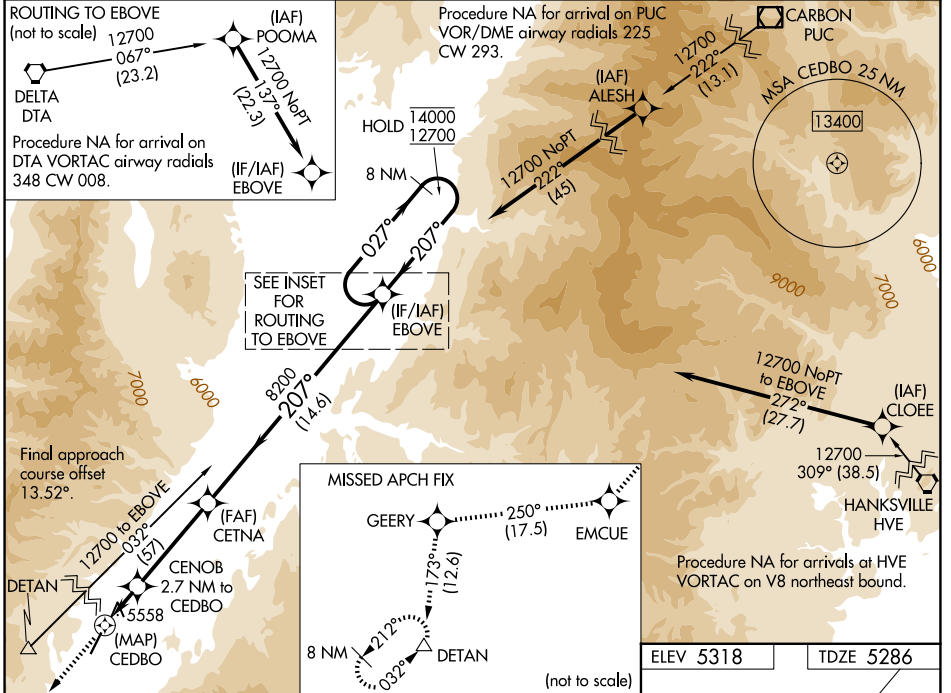 ROUTING TO EBOVE
(not to scale)
12700
067°
(23.2)
(IAF)
POOMA
DELTA
DTA
12700 NoPT
137°
(22.3)
Procedure NA for arrival on
DTA VORTAC airway radials
348 CW 008.
(IF/IAF)
EBOVE
Procedure NA for arrival on PUC
VOR/DME airway radials 225
CW 293.
CARBON
PUC
12700
222°
(13.1)
(IAF)
ALESH
MSA CEDBO 25 NM
13400
HOLD
14000
12700
8 NM
12700 NoPT
222°
(45)
027°
207°
SEE INSET
FOR
ROUTING
TO EBOVE
(IF/IAF)
EBOVE
6000
9000
7000
8200
207°
(14.6)
7000
6000
12700 NoPT
to EBOVE
272°
(27.7)
(IAF)
CLOEE
12700
309° (38.5)
HANKSVILLE
HVE
Final approach
course offset
13.52°.
12700 to EBOVE
032°
(57)
(FAF)
CETNA
CENOB
2.7 NM to
CEDBO
DETAN
5558
(MAP)
CEDBO
MISSED APCH FIX
GEERY
250°
(17.5)
EMCUE
173°
(12.6)
212°
8 NM
032°
DETAN
(not to scale)
Procedure NA for arrivals at HVE
VORTAC on V8 northeast bound.
ELEV 5318
TDZE 5286